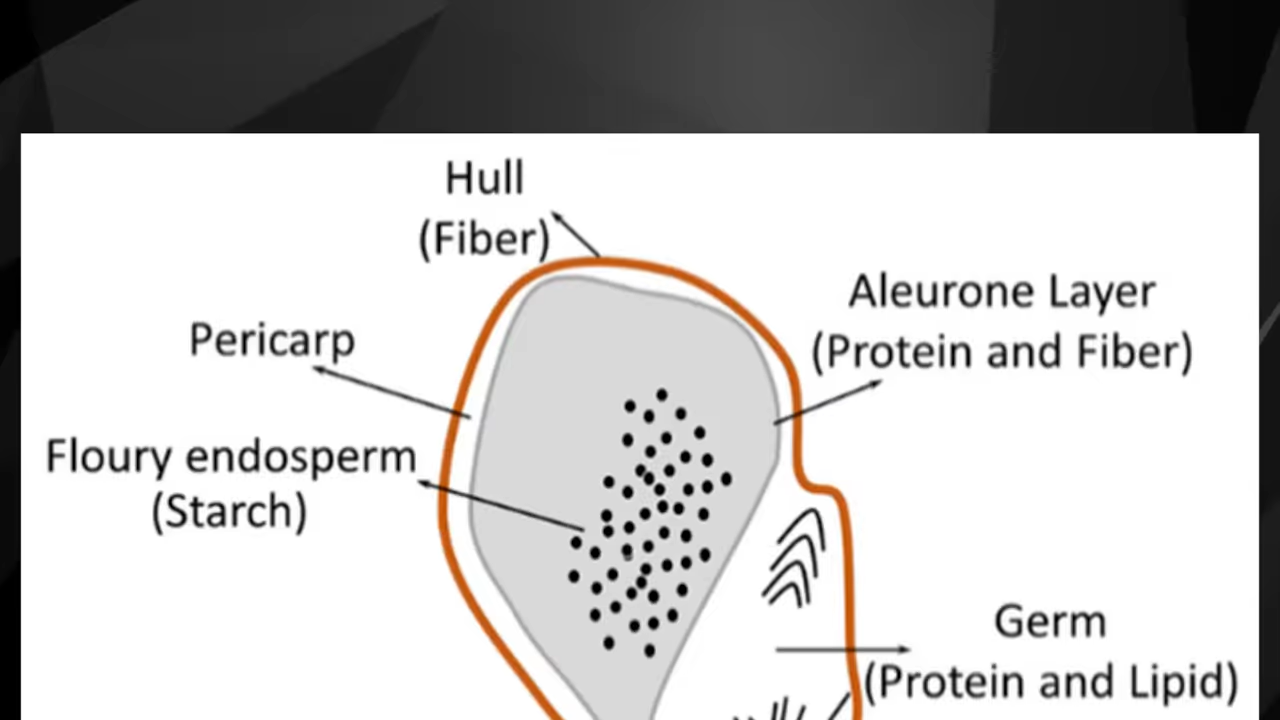 Hull
(Fiber)
Aleurone Layer
(Protein and Fiber)
Pericarp
Floury endosperm
(Starch)
Germ
(Protein and Lipid)